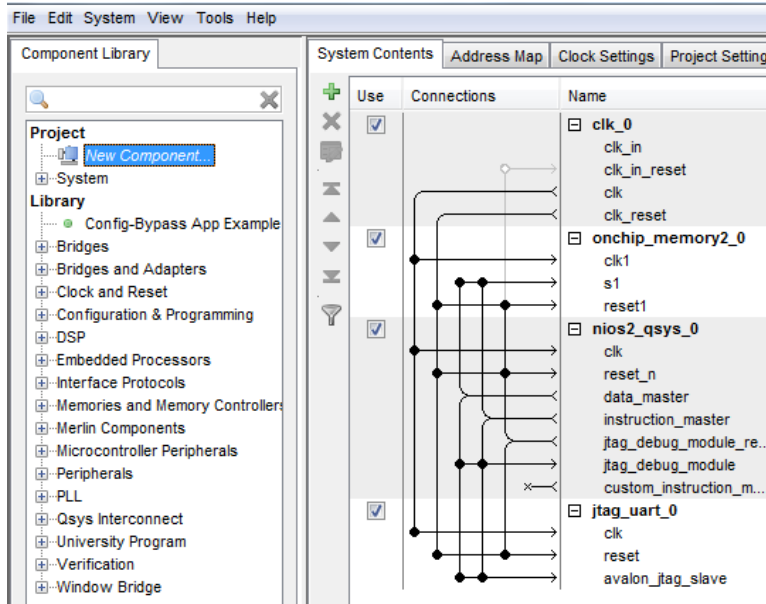 File Edit System View Tools Help
Component Library
Project
New Component...
System
Library
Config-Bypass App Example
Bridges
Bridges and Adapters
Clock and Reset
Configuration & Programming
DSP
Embedded Processors
Interface Protocols
Memories and Memory Controllers
Merlin Components
Microcontroller Peripherals
Peripherals
PLL
Qsys Interconnect
University Program
Verification
Window Bridge
System Contents Address Map Clock Settings Project Setting
Use Connections Name
clk_0
clk_in
clk_in_reset
clk
clk_reset
onchip_memory2_0
clk1
s1
reset1
nios2_qsys_0
clk
reset_n
data_master
instruction_master
jtag_debug_module_re...
jtag_debug_module
custom_instruction_m...
jtag_uart_0
clk
reset
avalon_jtag_slave